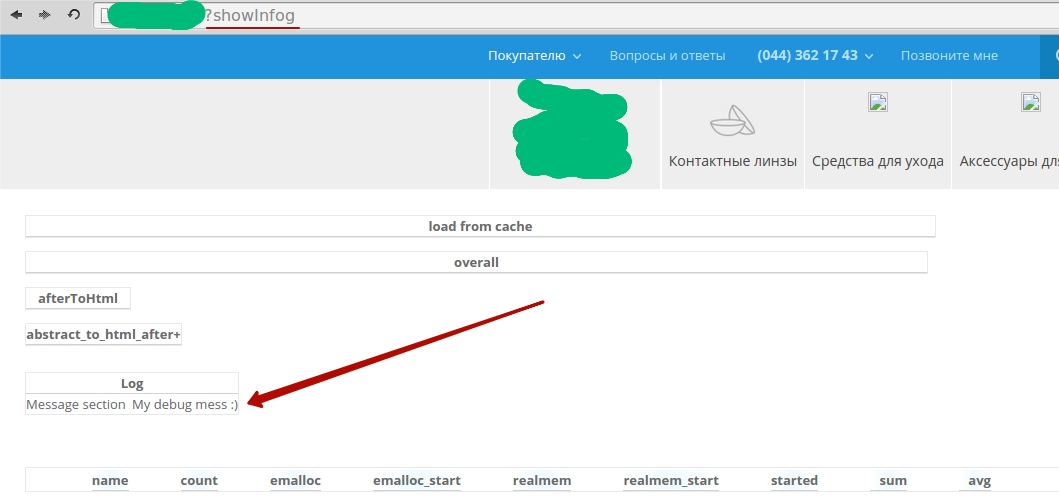 ?showInfog
Покупателю Вопросы и ответы (044) 362 17 43 Позвоните мне
Контактные линзы Средства для ухода Аксессуары дл
load from cache
overall
afterToHtml
abstract_to_html_after+
Log
Message section My debug mess :)
name count emalloc emalloc_start realmem realmem_start started sum avg